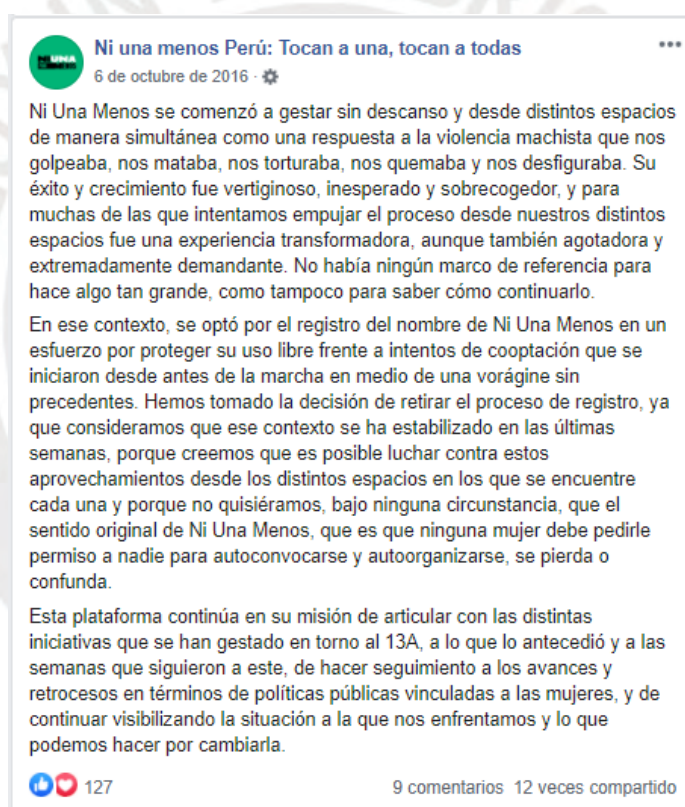 NI UNA MENOS
Ni una menos Perú: Tocan a una, tocan a todas
6 de octubre de 2016 ·
Ni Una Menos se comenzó a gestar sin descanso y desde distintos espacios
de manera simultánea como una respuesta a la violencia machista que nos
golpeaba, nos mataba, nos torturaba, nos quemaba y nos desfiguraba. Su
éxito y crecimiento fue vertiginoso, inesperado y sobrecogedor, y para
muchas de las que intentamos empujar el proceso desde nuestros distintos
espacios fue una experiencia transformadora, aunque también agotadora y
extremadamente demandante. No había ningún marco de referencia para
hace algo tan grande, como tampoco para saber cómo continuarlo.
En ese contexto, se optó por el registro del nombre de Ni Una Menos en un
esfuerzo por proteger su uso libre frente a intentos de cooptación que se
iniciaron desde antes de la marcha en medio de una vorágine sin
precedentes. Hemos tomado la decisión de retirar el proceso de registro, ya
que consideramos que ese contexto se ha estabilizado en las últimas
semanas, porque creemos que es posible luchar contra estos
aprovechamientos desde los distintos espacios en los que se encuentre
cada una y porque no quisiéramos, bajo ninguna circunstancia, que el
sentido original de Ni Una Menos, que es que ninguna mujer debe pedirle
permiso a nadie para autoconvocarse y autoorganizarse, se pierda o
confunda.
Esta plataforma continúa en su misión de articular con las distintas
iniciativas que se han gestado en torno al 13A, a lo que lo antecedió y a las
semanas que siguieron a este, de hacer seguimiento a los avances y
retrocesos en términos de políticas públicas vinculadas a las mujeres, y de
continuar visibilizando la situación a la que nos enfrentamos y lo que
podemos hacer por cambiarla.
127
9 comentarios 12 veces compartido